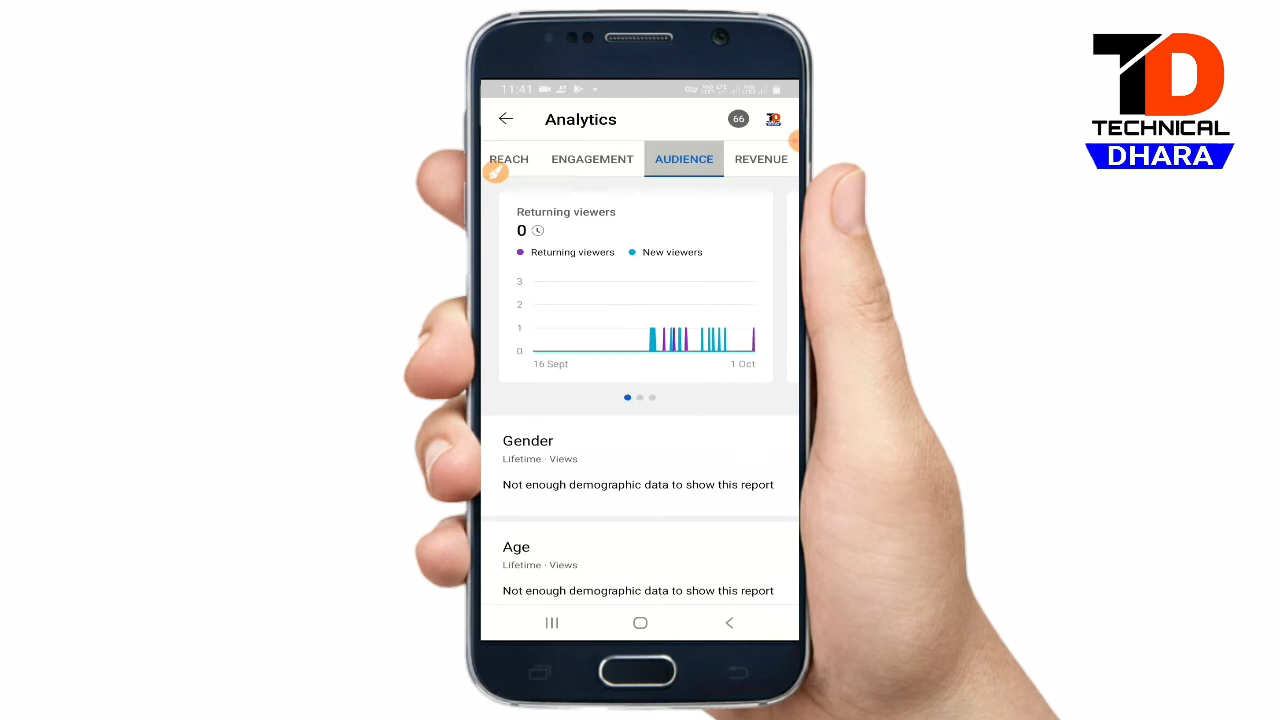 TD
TECHNICAL
DHARA
11:41
Analytics
66
REACH ENGAGEMENT AUDIENCE REVENUE
Returning viewers
0
Returning viewers New viewers
3
2
1
0
16 Sept 1 Oct
Gender
Lifetime · Views
Not enough demographic data to show this report
Age
Lifetime · Views
Not enough demographic data to show this report